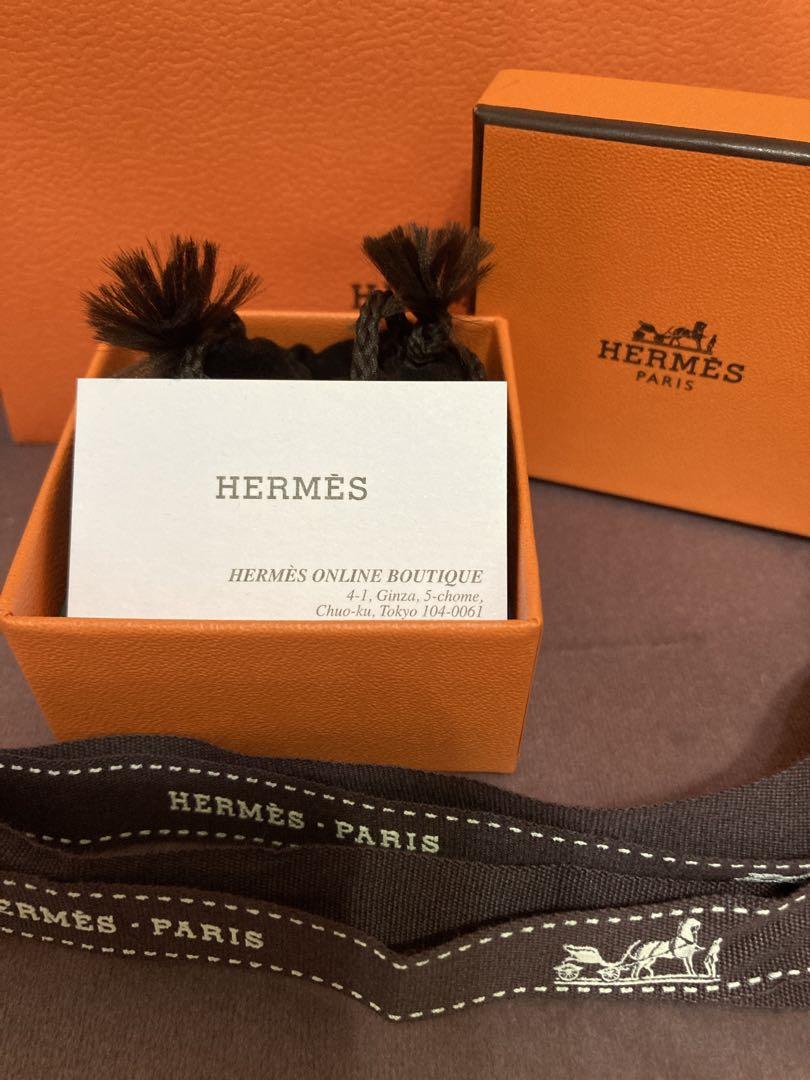 HERMÈS
PARIS
HERMÈS
HERMÈS ONLINE BOUTIQUE
4-1, Ginza, 5-chome,
Chuo-ku, Tokyo 104-0061
HERMÈS · PARIS
HERMÈS · PARIS